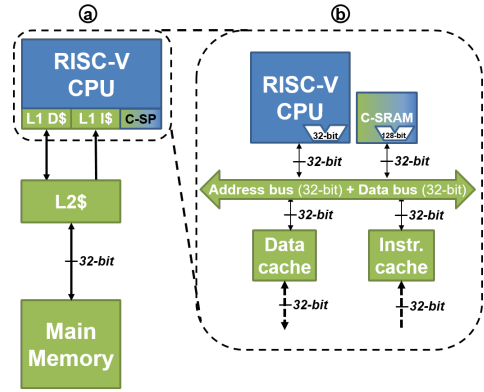 a
RISC-V
CPU
L1 D$ L1 I$ C-SP
L2$
32-bit
Main
Memory
b
RISC-V
CPU
32-bit
C-SRAM
128-bit
32-bit 32-bit
Address bus (32-bit) + Data bus (32-bit)
32-bit 32-bit
Data
cache
Instr.
cache
32-bit 32-bit